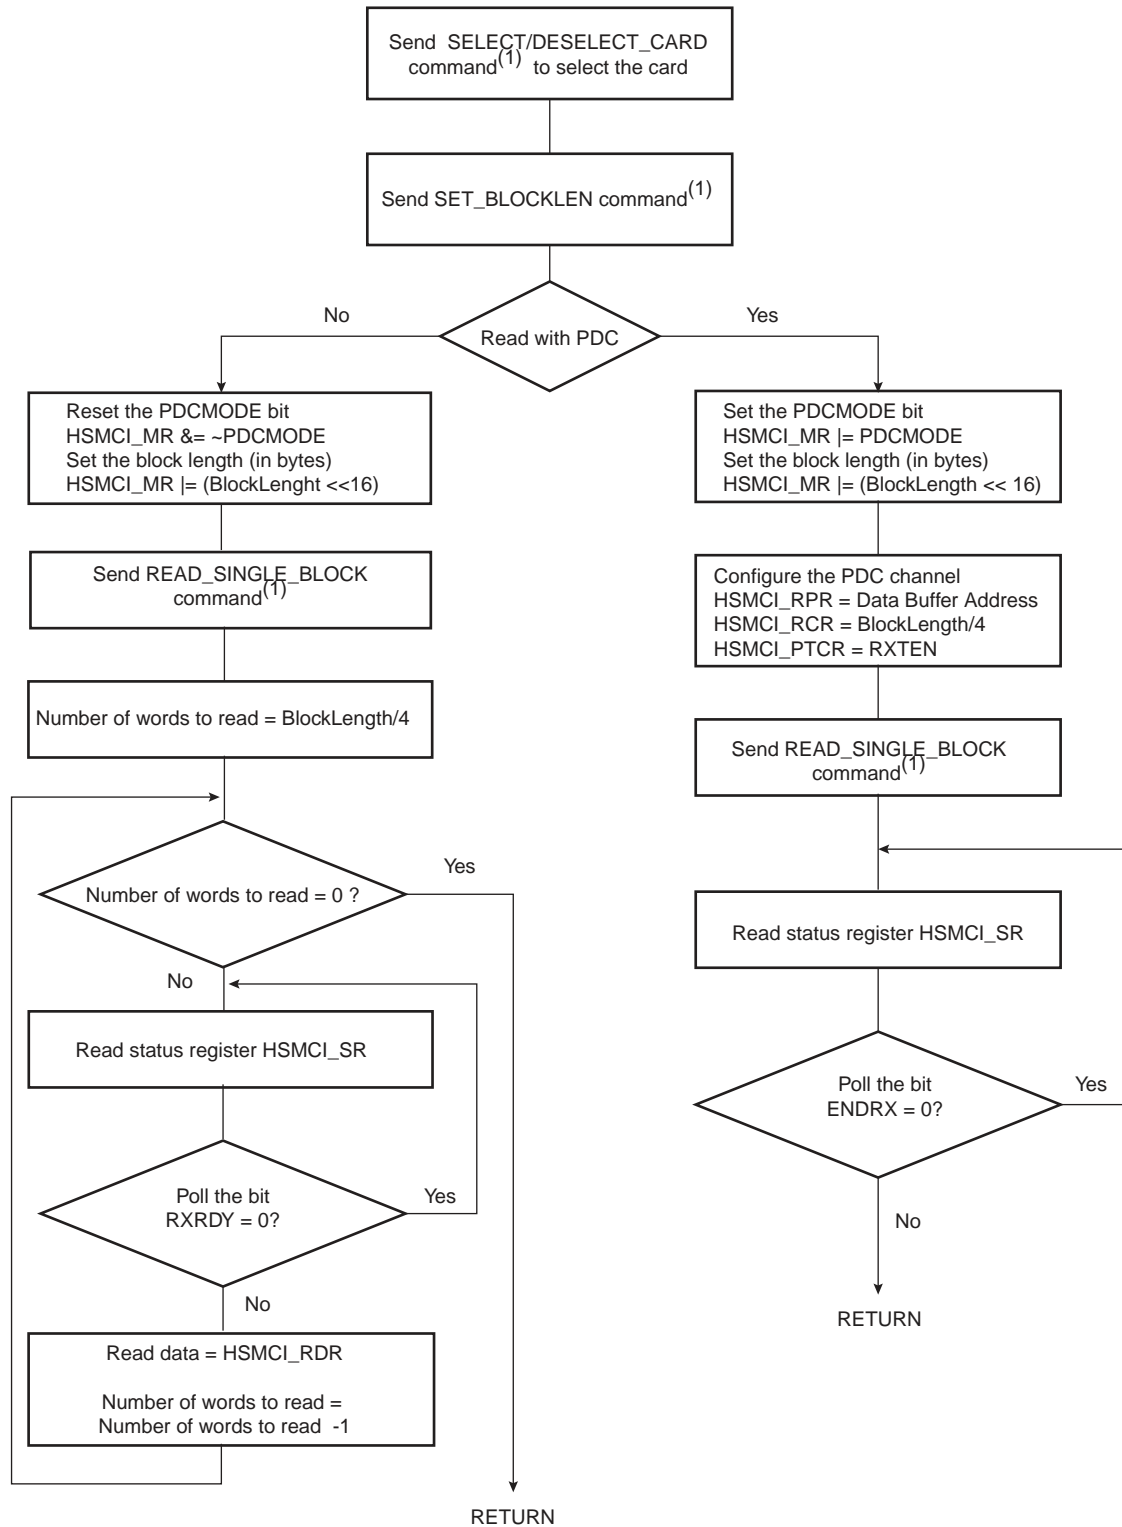 Send SELECT/DESELECT_CARD
command(1) to select the card
Send SET_BLOCKLEN command(1)
No
Yes
Read with PDC
Reset the PDCMODE bit
HSMCI_MR &= ~PDCMODE
Set the block length (in bytes)
HSMCI_MR |= (BlockLenght <<16)
Send READ_SINGLE_BLOCK
command(1)
Number of words to read = BlockLength/4
Number of words to read = 0 ?
Yes
No
Read status register HSMCI_SR
Poll the bit
RXRDY = 0?
Yes
No
Read data = HSMCI_RDR
Number of words to read =
Number of words to read -1
RETURN
Set the PDCMODE bit
HSMCI_MR |= PDCMODE
Set the block length (in bytes)
HSMCI_MR |= (BlockLength << 16)
Configure the PDC channel
HSMCI_RPR = Data Buffer Address
HSMCI_RCR = BlockLength/4
HSMCI_PTCR = RXTEN
Send READ_SINGLE_BLOCK
command(1)
Read status register HSMCI_SR
Poll the bit
ENDRX = 0?
Yes
No
RETURN